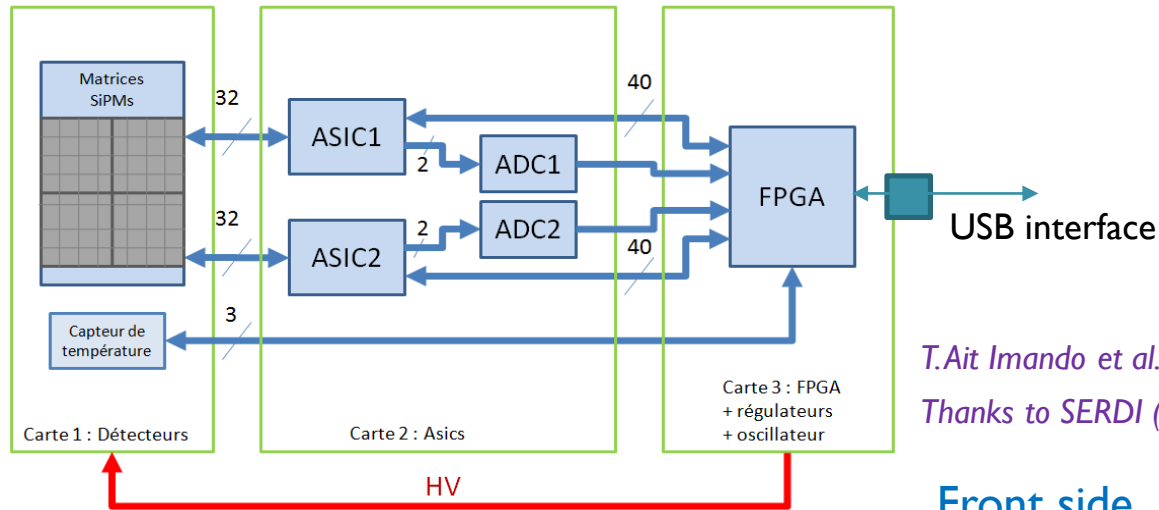 Matrices
SiPMs
32
ASIC1
2
ADC1
40
FPGA
USB interface
32
ASIC2
2
ADC2
40
3
Capteur de
température
Carte 1 : Détecteurs
Carte 2 : Asics
Carte 3 : FPGA
+ régulateurs
+ oscillateur
HV
T.Ait Imando et al.
Thanks to SERDI (
Front side